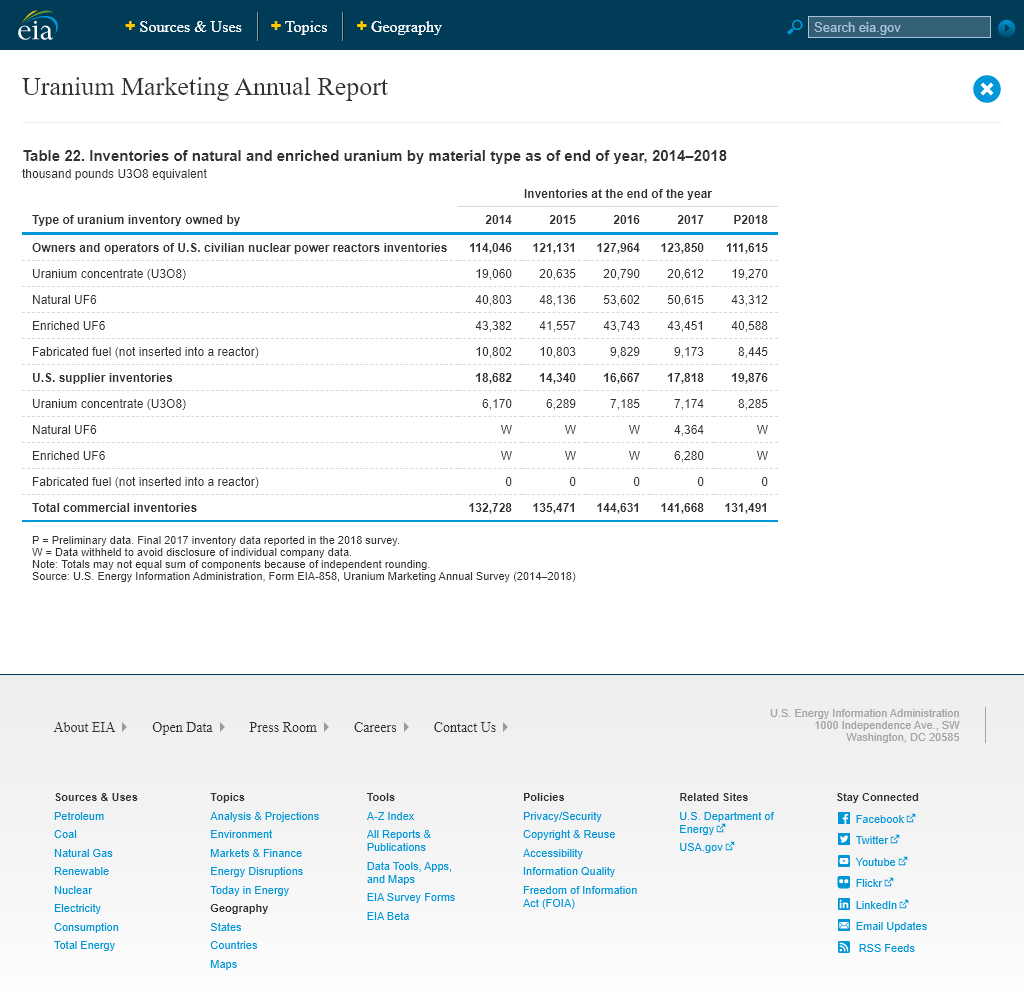 eia
Sources & Uses
Topics
Geography
Search eia.gov
Uranium Marketing Annual Report
Table 22. Inventories of natural and enriched uranium by material type as of end of year, 2014–2018
thousand pounds U3O8 equivalent
Inventories at the end of the year
Type of uranium inventory owned by 2014 2015 2016 2017 P2018
Owners and operators of U.S. civilian nuclear power reactors inventories 114,046 121,131 127,964 123,850 111,615
Uranium concentrate (U3O8) 19,060 20,635 20,790 20,612 19,270
Natural UF6 40,803 48,136 53,602 50,615 43,312
Enriched UF6 43,382 41,557 43,743 43,451 40,588
Fabricated fuel (not inserted into a reactor) 10,802 10,803 9,829 9,173 8,445
U.S. supplier inventories 18,682 14,340 16,667 17,818 19,876
Uranium concentrate (U3O8) 6,170 6,289 7,185 7,174 8,285
Natural UF6 W W W 4,364 W
Enriched UF6 W W W 6,280 W
Fabricated fuel (not inserted into a reactor) 0 0 0 0 0
Total commercial inventories 132,728 135,471 144,631 141,668 131,491
P = Preliminary data. Final 2017 inventory data reported in the 2018 survey.
W = Data withheld to avoid disclosure of individual company data.
Note: Totals may not equal sum of components because of independent rounding.
Source: U.S. Energy Information Administration, Form EIA-858, Uranium Marketing Annual Survey (2014–2018)
About EIA
Open Data
Press Room
Careers
Contact Us
U.S. Energy Information Administration
1000 Independence Ave., SW
Washington, DC 20585
Sources & Uses
Petroleum
Coal
Natural Gas
Renewable
Nuclear
Electricity
Consumption
Total Energy
Topics
Analysis & Projections
Environment
Markets & Finance
Energy Disruptions
Today in Energy
Geography
States
Countries
Maps
Tools
A-Z Index
All Reports &
Publications
Data Tools, Apps,
and Maps
EIA Survey Forms
EIA Beta
Policies
Privacy/Security
Copyright & Reuse
Accessibility
Information Quality
Freedom of Information
Act (FOIA)
Related Sites
U.S. Department of
Energy
USA.gov
Stay Connected
Facebook
Twitter
Youtube
Flickr
LinkedIn
Email Updates
RSS Feeds